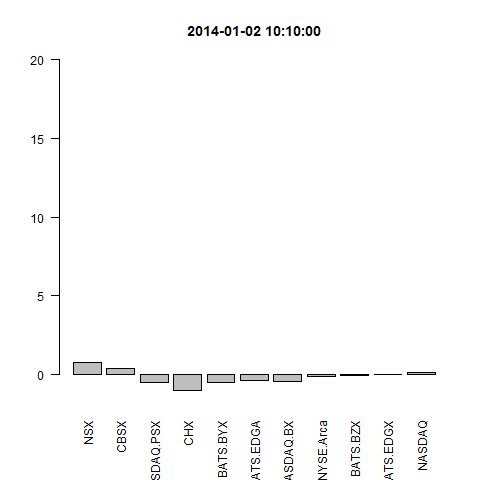 2014-01-02 10:10:00
20
15
10
5
0
NSX
CBSX
SDAQ.PSX
CHX
BATS.BYX
ATS.EDGA
ASDAQ.BX
NYSE.Arca
BATS.BZX
ATS.EDGX
NASDAQ